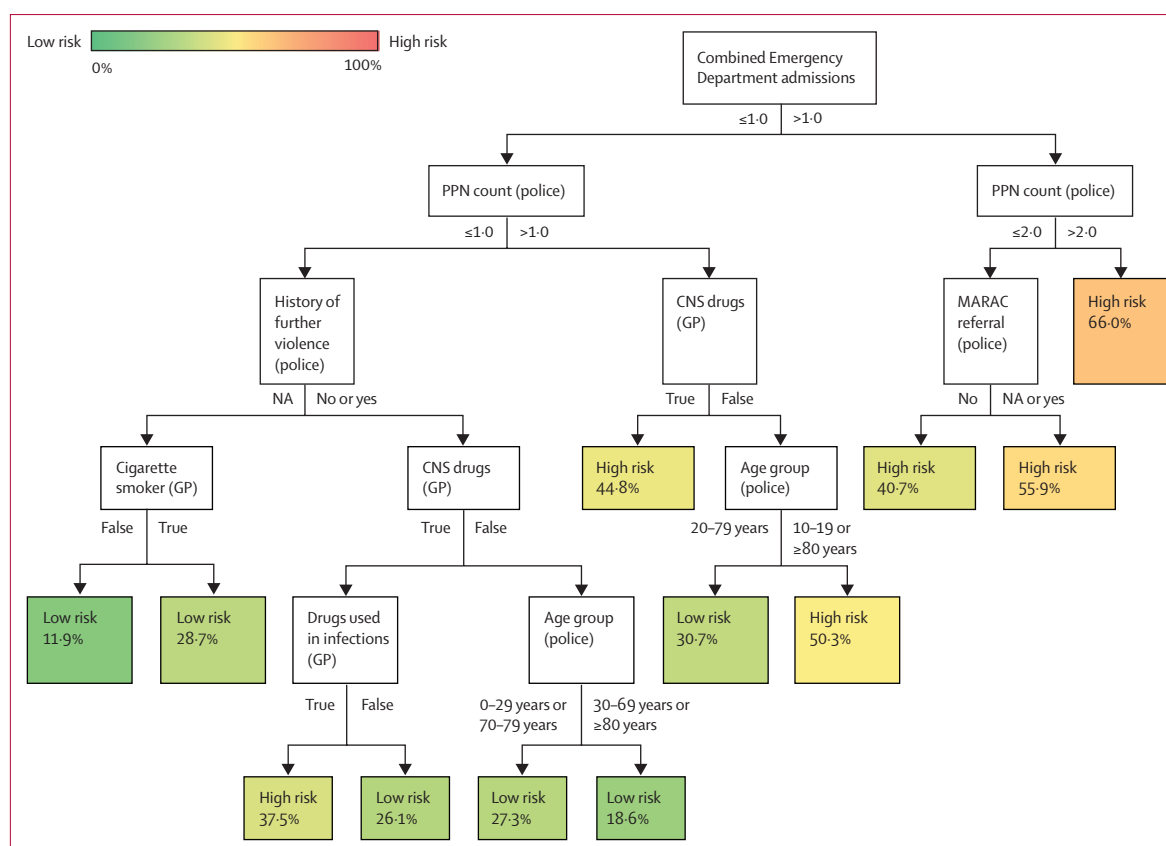 Low risk
High risk
0%
100%
Combined Emergency
Department admissions
≤1·0
>1·0
PPN count (police)
PPN count (police)
≤1·0
>1·0
≤2·0
>2·0
History of
further
violence
(police)
CNS drugs
(GP)
MARAC
referral
(police)
High risk
66·0%
NA
No or yes
True
False
No
NA or yes
Cigarette
smoker (GP)
CNS drugs
(GP)
High risk
44·8%
Age group
(police)
High risk
40·7%
High risk
55·9%
False
True
True
False
20–79 years
10–19 or
≥80 years
Low risk
11·9%
Low risk
28·7%
Drugs used
in infections
(GP)
Age group
(police)
Low risk
30·7%
High risk
50·3%
True
False
0–29 years or
70–79 years
30–69 years or
≥80 years
High risk
37·5%
Low risk
26·1%
Low risk
27·3%
Low risk
18·6%